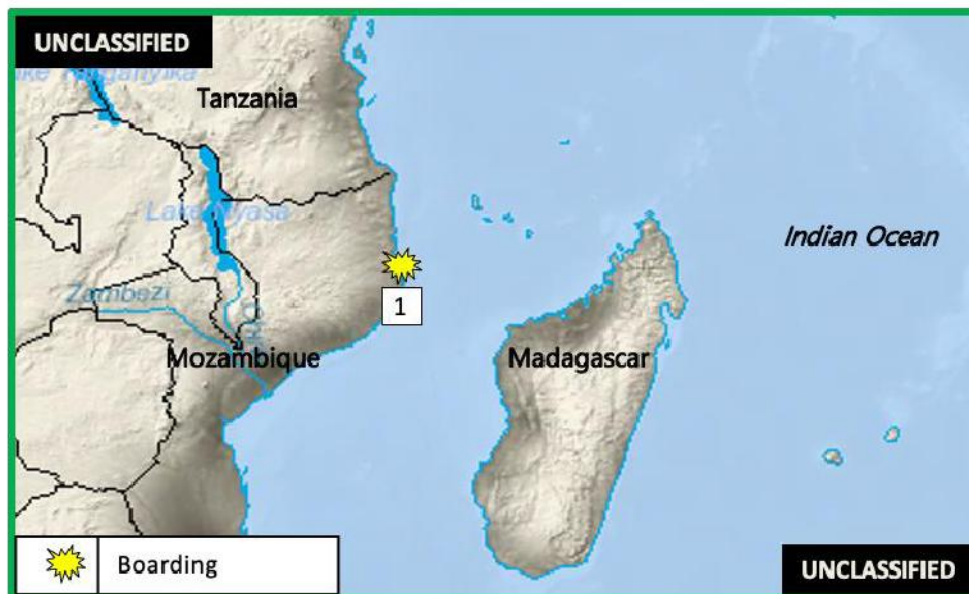 UNCLASSIFIED
Tanzania
Indian Ocean
Zambezi
1
Mozambique
Madagascar
Boarding
UNCLASSIFIED